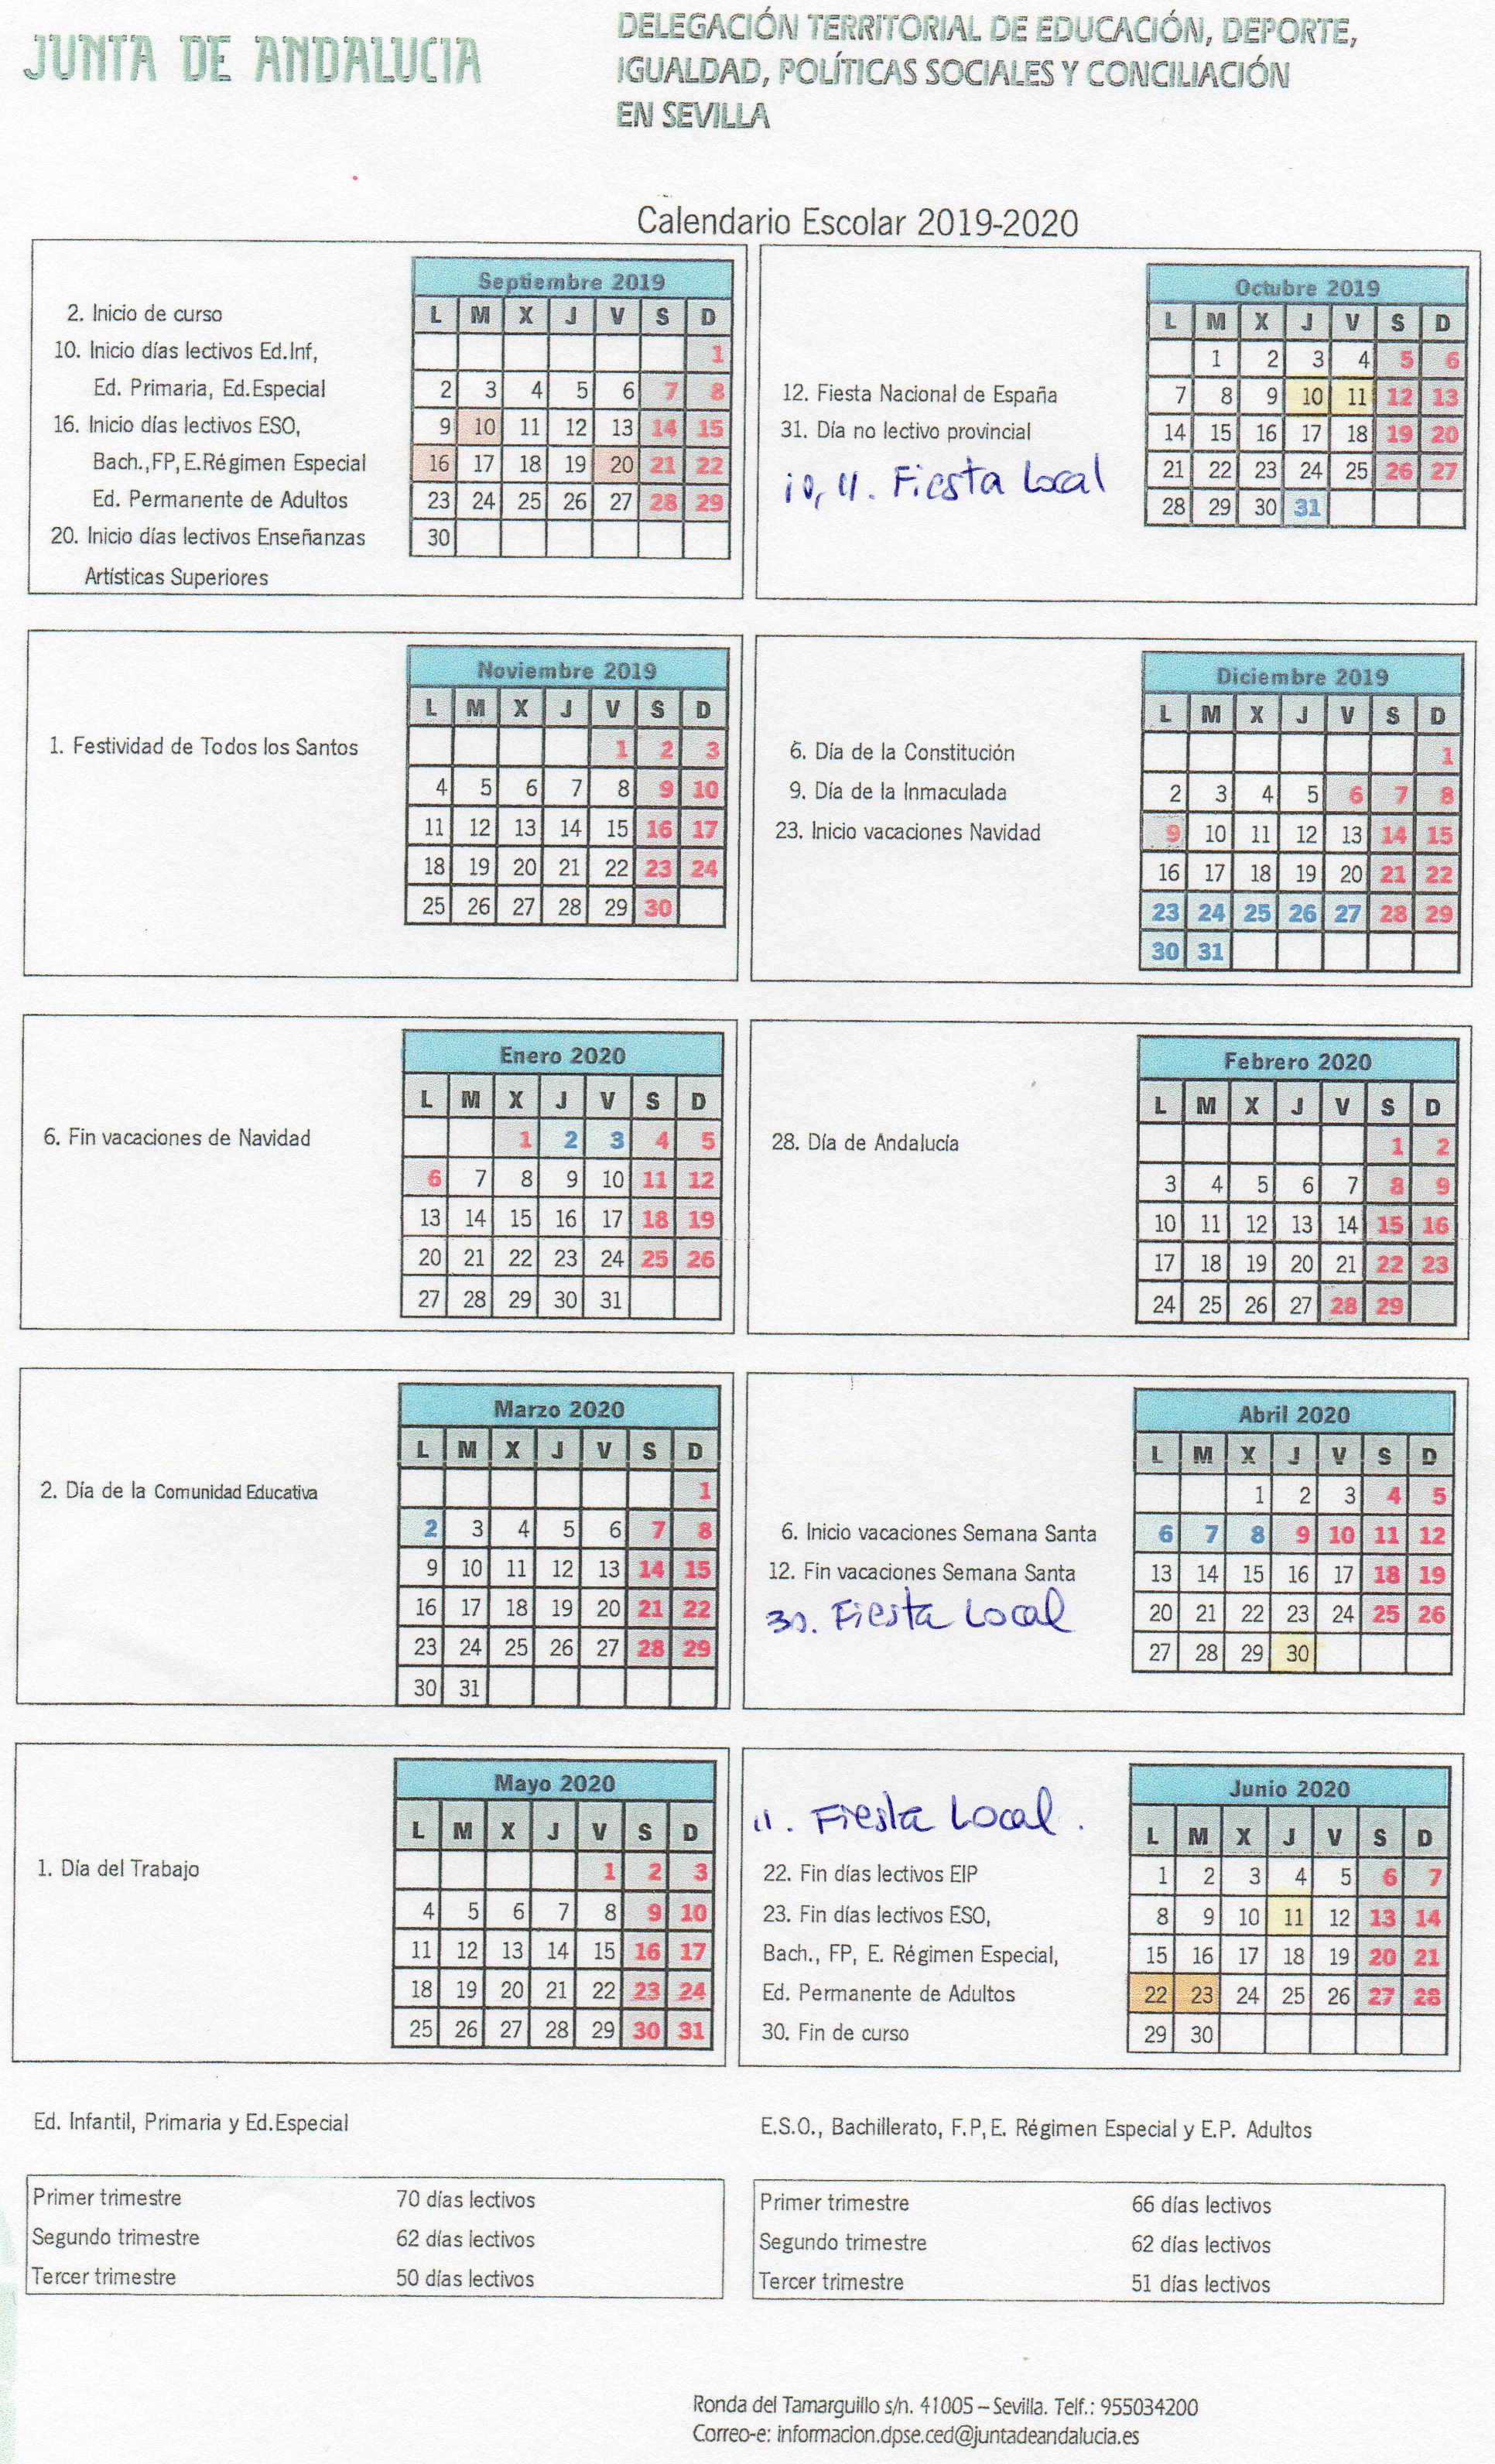 JUNTA DE ANDALUCIA
DELEGACIÓN TERRITORIAL DE EDUCACIÓN, DEPORTE,
IGUALDAD, POLÍTICAS SOCIALES Y CONCILIACIÓN
EN SEVILLA
Calendario Escolar 2019-2020
2. Inicio de curso
10. Inicio días lectivos Ed.Inf,
Ed. Primaria, Ed.Especial
16. Inicio días lectivos ESO,
Bach.,FP, E.Régimen Especial
Ed. Permanente de Adultos
20. Inicio días lectivos Enseñanzas
Artísticas Superiores
Septiembre 2019
L M X J V S D
1
2 3 4 5 6 7 8
9 10 11 12 13 14 15
16 17 18 19 20 21 22
23 24 25 26 27 28 29
30
12. Fiesta Nacional de España
31. Día no lectivo provincial
10, 11. Fiesta Local
Octubre 2019
L M X J V S D
1 2 3 4 5 6
7 8 9 10 11 12 13
14 15 16 17 18 19 20
21 22 23 24 25 26 27
28 29 30 31
1. Festividad de Todos los Santos
Noviembre 2019
L M X J V S D
1 2 3
4 5 6 7 8 9 10
11 12 13 14 15 16 17
18 19 20 21 22 23 24
25 26 27 28 29 30
6. Día de la Constitución
9. Día de la Inmaculada
23. Inicio vacaciones Navidad
Diciembre 2019
L M X J V S D
1
2 3 4 5 6 7 8
9 10 11 12 13 14 15
16 17 18 19 20 21 22
23 24 25 26 27 28 29
30 31
6. Fin vacaciones de Navidad
Enero 2020
L M X J V S D
1 2 3 4 5
6 7 8 9 10 11 12
13 14 15 16 17 18 19
20 21 22 23 24 25 26
27 28 29 30 31
28. Día de Andalucía
Febrero 2020
L M X J V S D
1 2
3 4 5 6 7 8 9
10 11 12 13 14 15 16
17 18 19 20 21 22 23
24 25 26 27 28 29
2. Día de la Comunidad Educativa
Marzo 2020
L M X J V S D
1
2 3 4 5 6 7 8
9 10 11 12 13 14 15
16 17 18 19 20 21 22
23 24 25 26 27 28 29
30 31
6. Inicio vacaciones Semana Santa
12. Fin vacaciones Semana Santa
30. Fiesta Local
Abril 2020
L M X J V S D
1 2 3 4 5
6 7 8 9 10 11 12
13 14 15 16 17 18 19
20 21 22 23 24 25 26
27 28 29 30
1. Día del Trabajo
Mayo 2020
L M X J V S D
1 2 3
4 5 6 7 8 9 10
11 12 13 14 15 16 17
18 19 20 21 22 23 24
25 26 27 28 29 30 31
11. Fiesta Local.
22. Fin días lectivos EIP
23. Fin días lectivos ESO,
Bach., FP, E. Régimen Especial,
Ed. Permanente de Adultos
30. Fin de curso
Junio 2020
L M X J V S D
1 2 3 4 5 6 7
8 9 10 11 12 13 14
15 16 17 18 19 20 21
22 23 24 25 26 27 28
29 30
Ed. Infantil, Primaria y Ed.Especial
Primer trimestre 70 días lectivos
Segundo trimestre 62 días lectivos
Tercer trimestre 50 días lectivos
E.S.O., Bachillerato, F.P, E. Régimen Especial y E.P. Adultos
Primer trimestre 66 días lectivos
Segundo trimestre 62 días lectivos
Tercer trimestre 51 días lectivos
Ronda del Tamarguillo s/n. 41005 – Sevilla. Telf.: 955034200
Correo-e: informacion.dpse.ced@juntadeandalucia.es